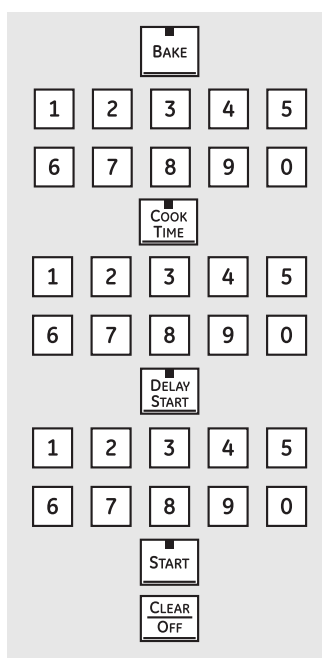 BAKE
1 2 3 4 5
6 7 8 9 0
COOK
TIME
1 2 3 4 5
6 7 8 9 0
DELAY
START
1 2 3 4 5
6 7 8 9 0
START
CLEAR
OFF